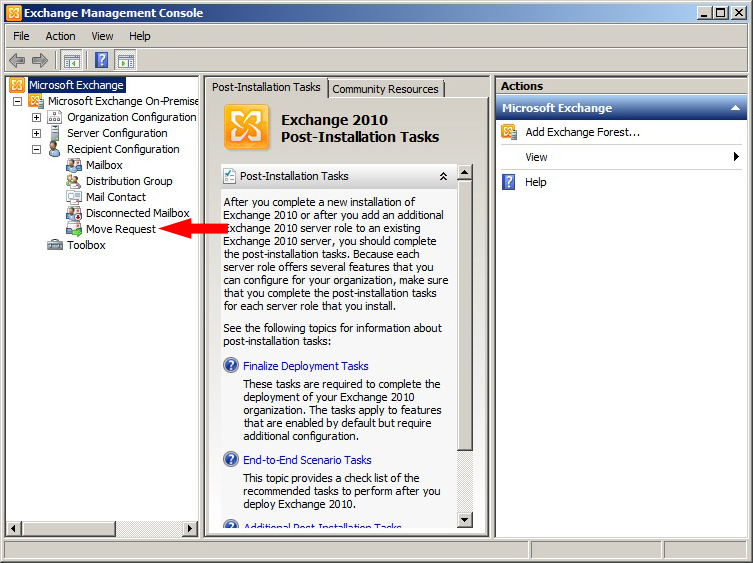 Exchange Management Console
File Action View Help
Microsoft Exchange
Microsoft Exchange On-Premise
Organization Configuration
Server Configuration
Recipient Configuration
Mailbox
Distribution Group
Mail Contact
Disconnected Mailbox
Move Request
Toolbox
Post-Installation Tasks
Community Resources
Exchange 2010
Post-Installation Tasks
Post-Installation Tasks
After you complete a new installation of
Exchange 2010 or after you add an additional
Exchange 2010 server role to an existing
Exchange 2010 server, you should complete
the post-installation tasks. Because each
server role offers several features that you
can configure for your organization, make sure
that you complete the post-installation tasks
for each server role that you install.
See the following topics for information about
post-installation tasks:
Finalize Deployment Tasks
These tasks are required to complete the
deployment of your Exchange 2010
organization. The tasks apply to features
that are enabled by default but require
additional configuration.
End-to-End Scenario Tasks
This topic provides a check list of the
recommended tasks to perform after you
deploy Exchange 2010.
Additional Post-Installation Tasks
Actions
Microsoft Exchange
Add Exchange Forest...
View
Help